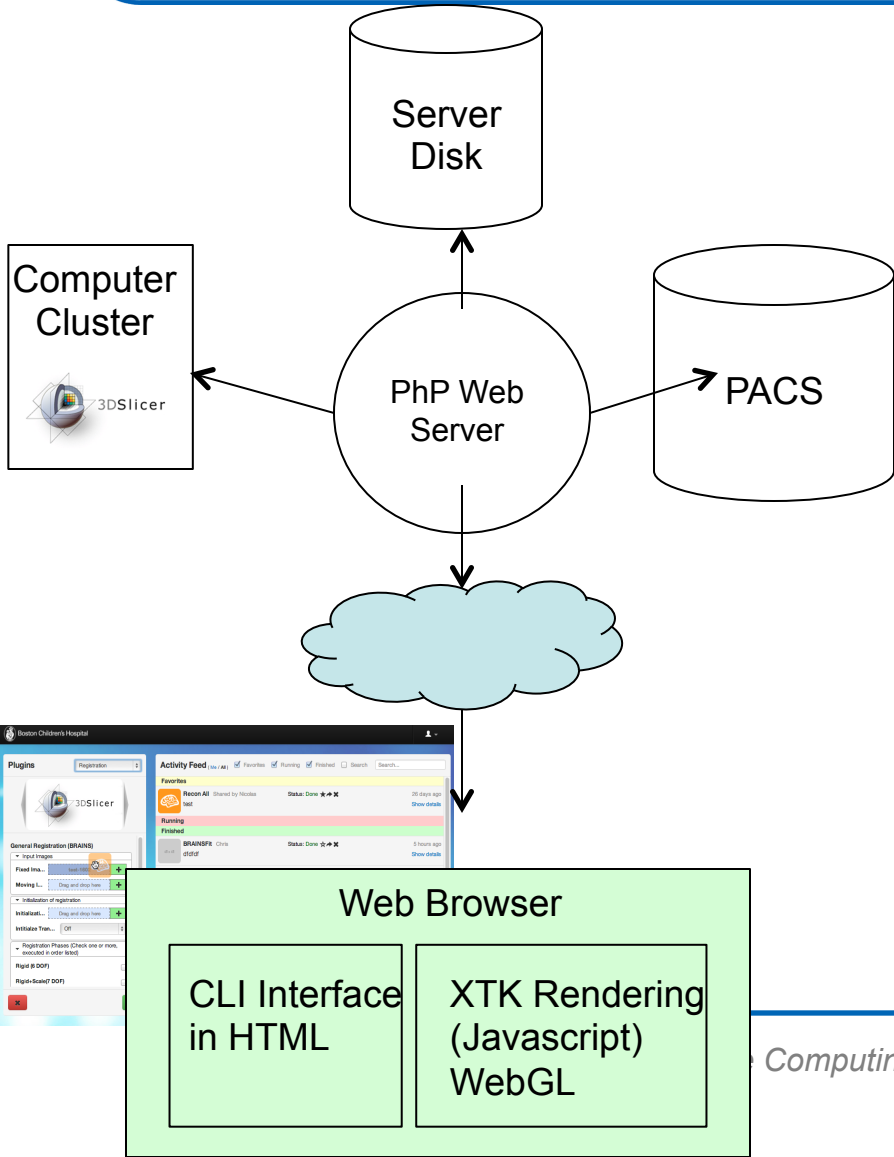 Server
Disk
Computer
Cluster
3DSlicer
PhP Web
Server
PACS
Boston Children's Hospital
Plugins
Registration
Activity Feed ( Me / All ) Favorites Running Finished Search Search...
Favorites
3DSlicer
Recon All Shared by Nicolas Status: Done 26 days ago
test Show details
Running
Finished
BRAINSFit Chris Status: Done 5 hours ago
dfdfdf Show details
General Registration (BRAINS)
Input Images
Fixed Ima...
Moving I... Drag and drop here +
Initialization of registration
Initializati... Drag and drop here +
Intitialze Tran... Off
Registration Phases (Check one or more,
executed in order listed)
Rigid (6 DOF)
Rigid+Scale(7 DOF)
Web Browser
CLI Interface
in HTML
XTK Rendering
(Javascript)
WebGL
Computin